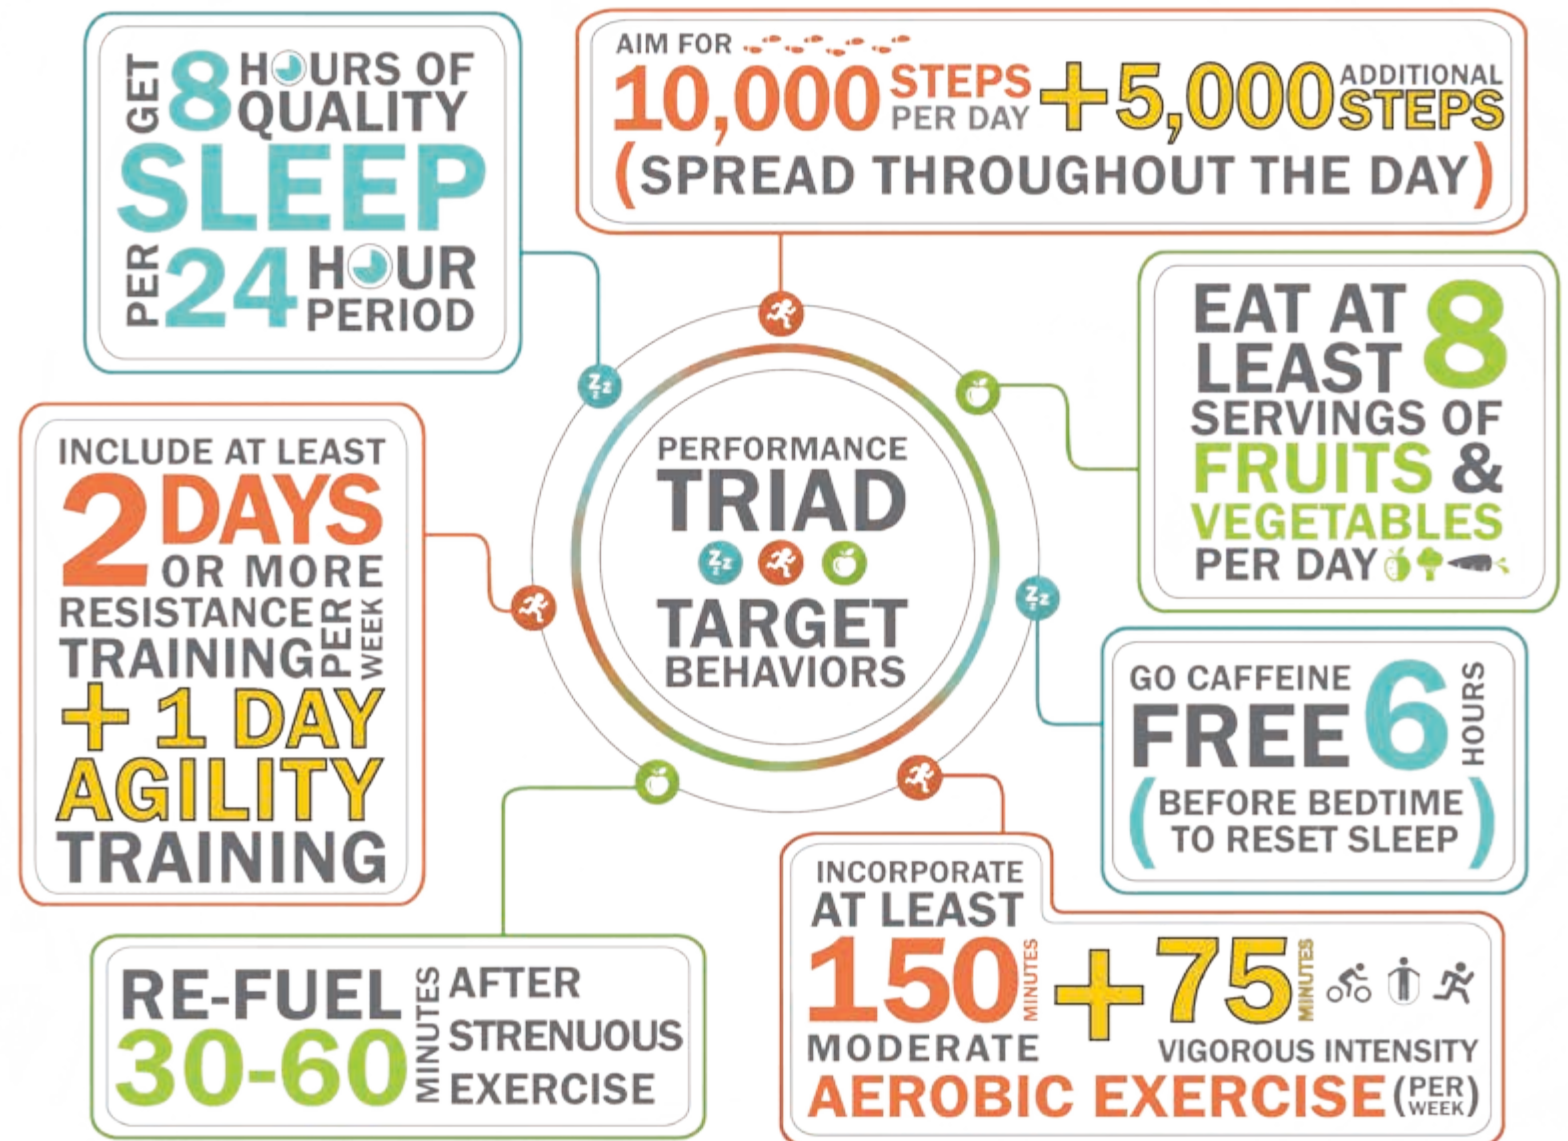 GET 8 HOURS OF
QUALITY
SLEEP
PER 24 HOUR
PERIOD
AIM FOR
10,000 STEPS PER DAY + 5,000 ADDITIONAL STEPS
(SPREAD THROUGHOUT THE DAY)
EAT AT
LEAST 8
SERVINGS OF
FRUITS &
VEGETABLES
PER DAY
INCLUDE AT LEAST
2 DAYS
OR MORE
RESISTANCE
TRAINING PER WEEK
+ 1 DAY
AGILITY
TRAINING
PERFORMANCE
TRIAD
Zzz
TARGET
BEHAVIORS
Zzz
Zzz
GO CAFFEINE
FREE 6 HOURS
(BEFORE BEDTIME
TO RESET SLEEP)
RE-FUEL
30-60 MINUTES
AFTER
STRENUOUS
EXERCISE
INCORPORATE
AT LEAST
150 MINUTES + 75 MINUTES
MODERATE VIGOROUS INTENSITY
AEROBIC EXERCISE (PER WEEK)